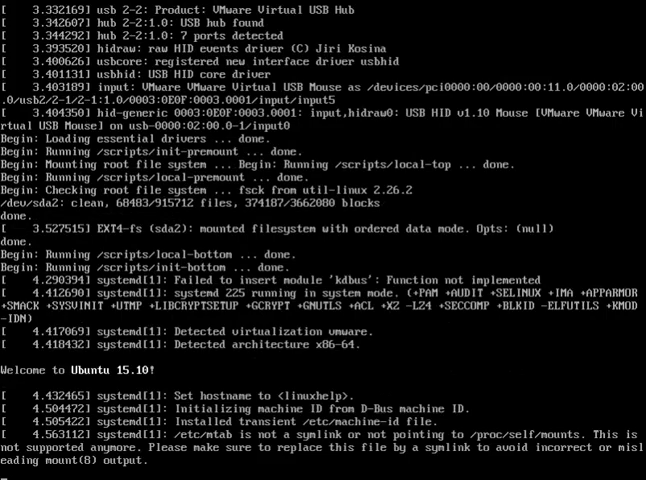 [    3.332169] usb 2-2: Product: VMware Virtual USB Hub
[    3.342607] hub 2-2:1.0: USB hub found
[    3.344292] hub 2-2:1.0: 7 ports detected
[    3.393520] hidraw: raw HID events driver (C) Jiri Kosina
[    3.400626] usbcore: registered new interface driver usbhid
[    3.401131] usbhid: USB HID core driver
[    3.403189] input: VMware VMware Virtual USB Mouse as /devices/pci0000:00/0000:00:11.0/0000:02:00
.0/usb2/2-1/2-1:1.0/0003:0E0F:0003.0001/input/input5
[    3.404350] hid-generic 0003:0E0F:0003.0001: input,hidraw0: USB HID v1.10 Mouse [VMware VMware Vi
rtual USB Mouse] on usb-0000:02:00.0-1/input0
Begin: Loading essential drivers ... done.
Begin: Running /scripts/init-premount ... done.
Begin: Mounting root file system ... Begin: Running /scripts/local-top ... done.
Begin: Running /scripts/local-premount ... done.
Begin: Checking root file system ... fsck from util-linux 2.26.2
/dev/sda2: clean, 68483/915712 files, 374187/3662080 blocks
done.
[    3.527515] EXT4-fs (sda2): mounted filesystem with ordered data mode. Opts: (null)
done.
Begin: Running /scripts/local-bottom ... done.
Begin: Running /scripts/init-bottom ... done.
[    4.290394] systemd[1]: Failed to insert module 'kdbus': Function not implemented
[    4.412690] systemd[1]: systemd 225 running in system mode. (+PAM +AUDIT +SELINUX +IMA +APPARMOR
+SMACK +SYSVINIT +UTMP +LIBCRYPTSETUP +GCRYPT +GNUTLS +ACL +XZ -LZ4 +SECCOMP +BLKID -ELFUTILS +KMOD
-IDN)
[    4.417069] systemd[1]: Detected virtualization vmware.
[    4.418432] systemd[1]: Detected architecture x86-64.
Welcome to Ubuntu 15.10!
[    4.432465] systemd[1]: Set hostname to <linuxhelp>.
[    4.504472] systemd[1]: Initializing machine ID from D-Bus machine ID.
[    4.505422] systemd[1]: Installed transient /etc/machine-id file.
[    4.563112] systemd[1]: /etc/mtab is not a symlink or not pointing to /proc/self/mounts. This is
not supported anymore. Please make sure to replace this file by a symlink to avoid incorrect or misl
eading mount(8) output.